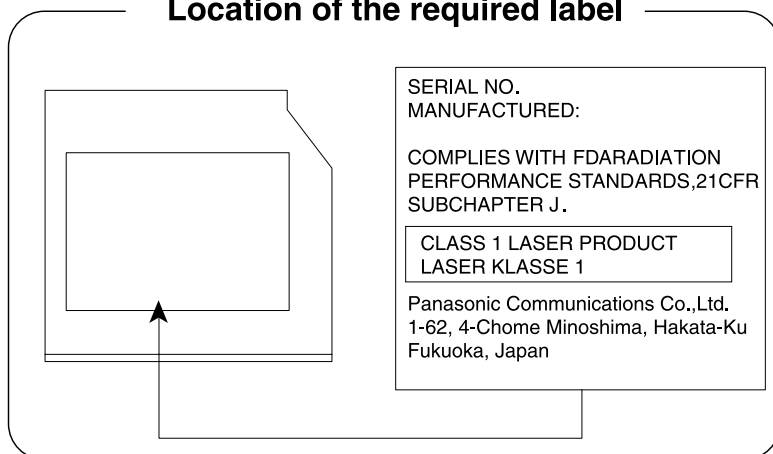 Location of the required label
SERIAL NO.
MANUFACTURED:
COMPLIES WITH FDARADIATION
PERFORMANCE STANDARDS,21CFR
SUBCHAPTER J.
CLASS 1 LASER PRODUCT
LASER KLASSE 1
Panasonic Communications Co.,Ltd.
1-62, 4-Chome Minoshima, Hakata-Ku
Fukuoka, Japan